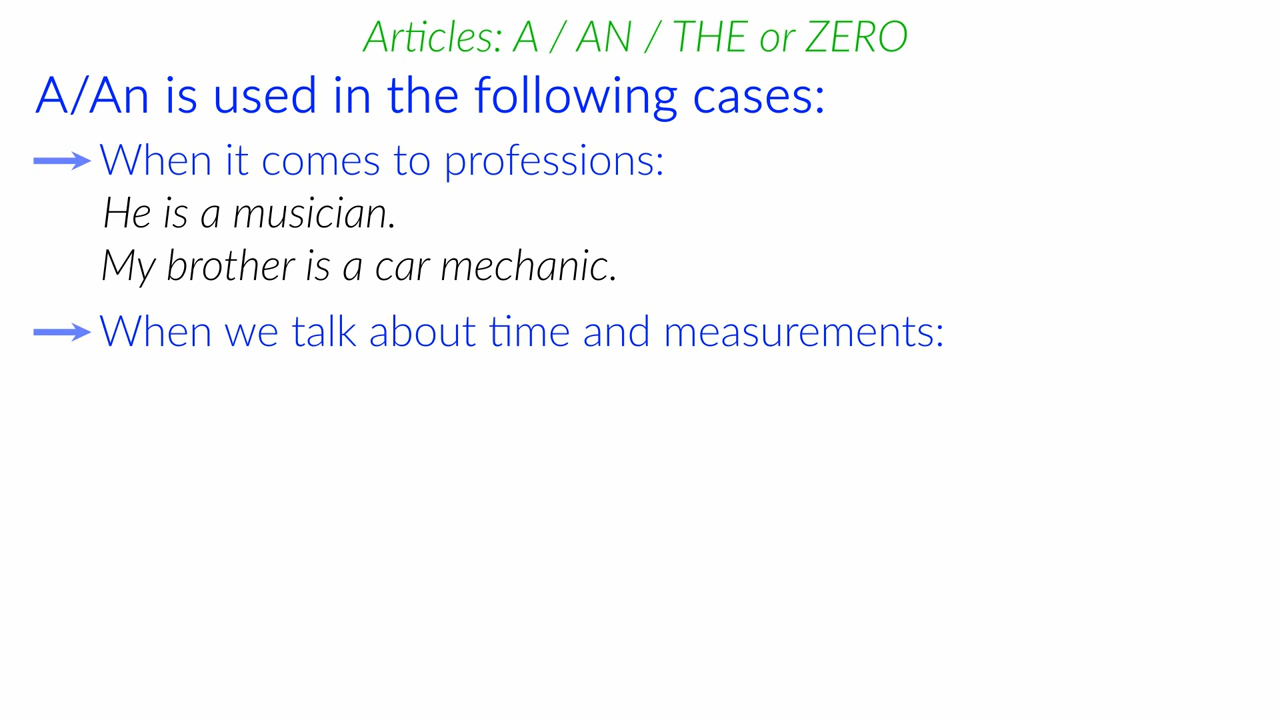 Articles: A / AN / THE or ZERO
A/An is used in the following cases:
When it comes to professions:
He is a musician.
My brother is a car mechanic.
When we talk about time and measurements: